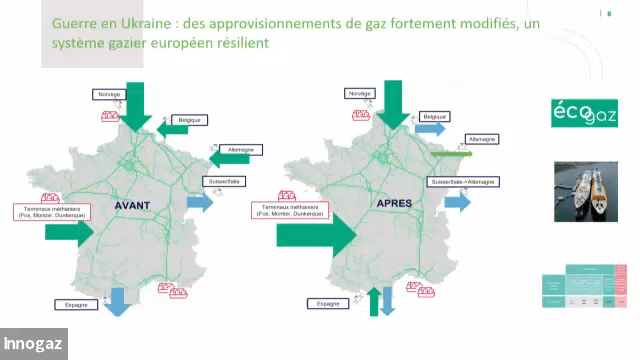 Guerre en Ukraine : des approvisionnements de gaz fortement modifiés, un
système gazier européen résilient
8
Norvège
Belgique
Allemagne
Suisse/Italie
AVANT
Terminaux méthaniers
(Fos, Montoir, Dunkerque)
Espagne
Norvège
Belgique
Allemagne
Suisse/Italie->Allemagne
APRES
Terminaux méthaniers
(Fos, Montoir, Dunkerque)
Espagne
éco
gaz
Innogaz